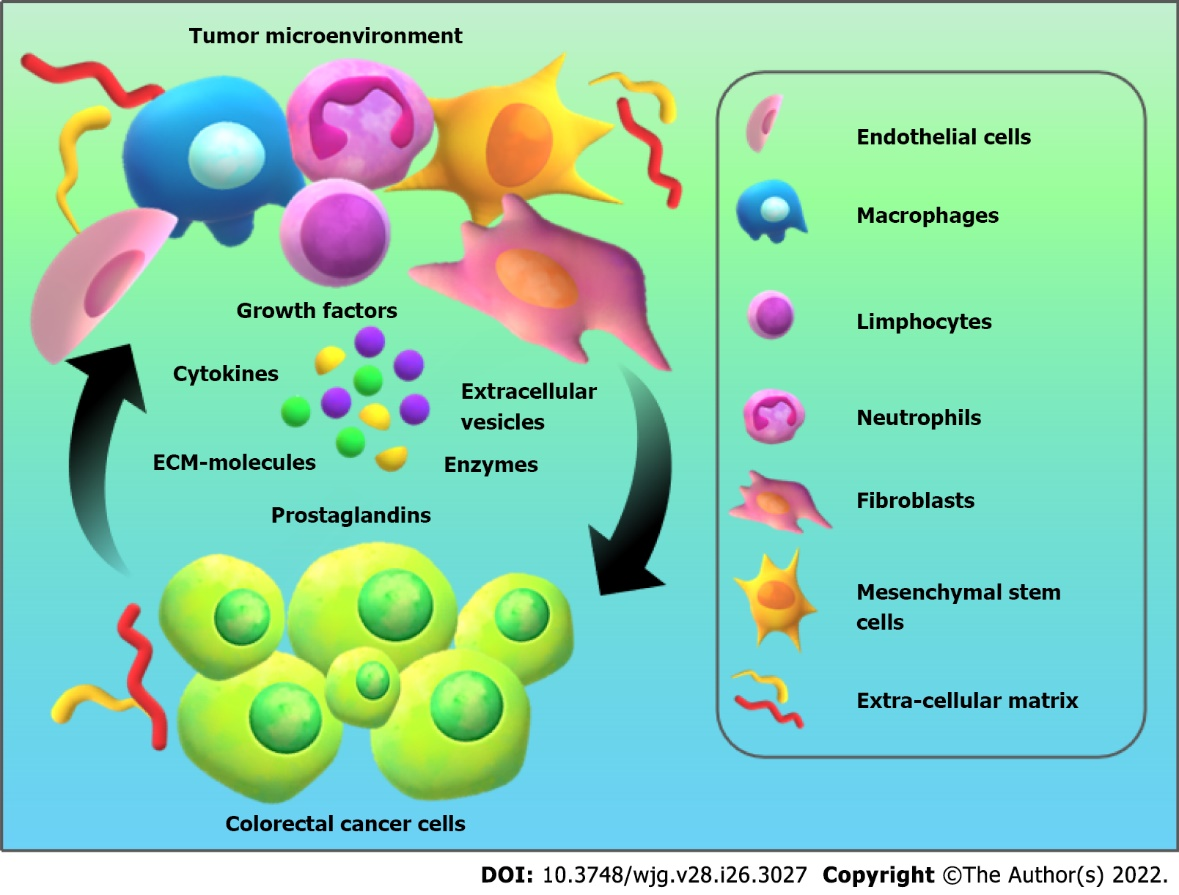 Tumor microenvironment
Growth factors
Cytokines
Extracellular
vesicles
ECM-molecules
Enzymes
Prostaglandins
Colorectal cancer cells
Endothelial cells
Macrophages
Limphocytes
Neutrophils
Fibroblasts
Mesenchymal stem
cells
Extra-cellular matrix
DOI: 10.3748/wjg.v28.i26.3027 Copyright ©The Author(s) 2022.